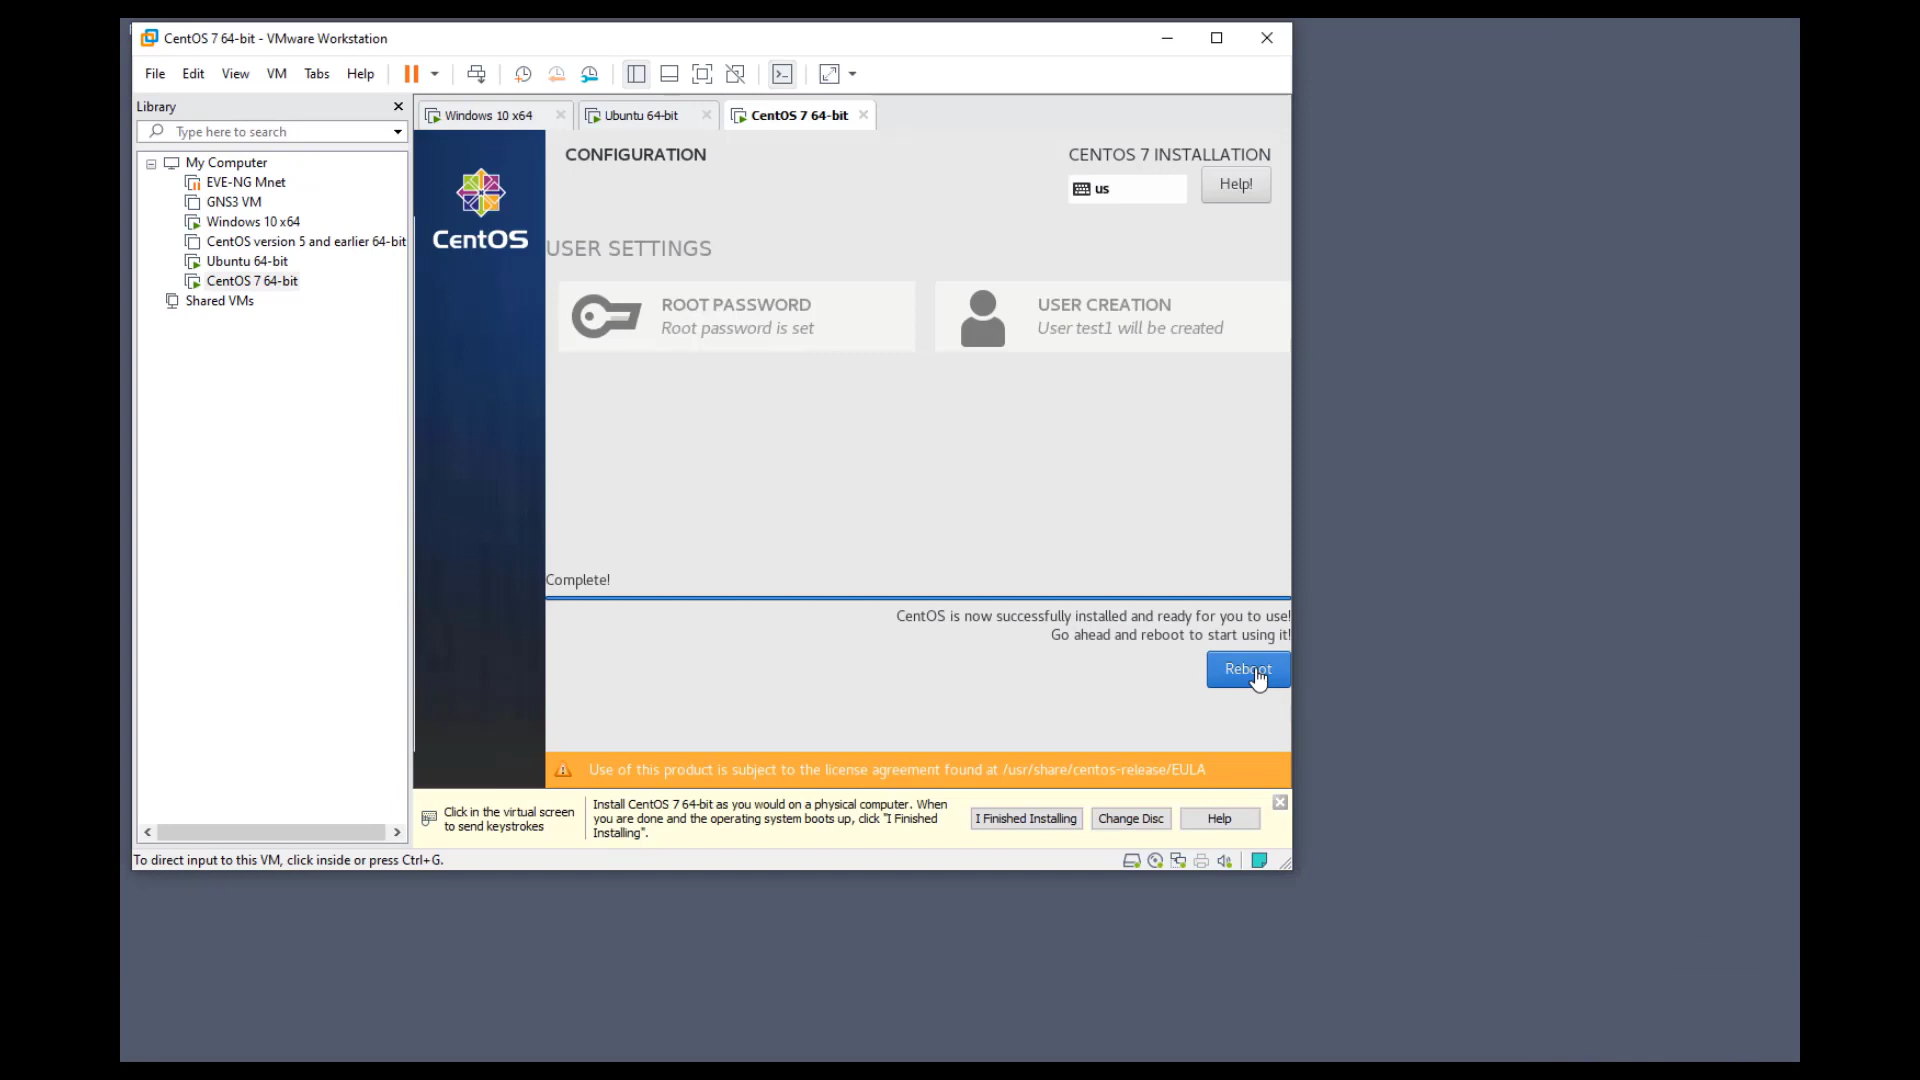 CentOS 7 64-bit - VMware Workstation
File Edit View VM Tabs Help
Library
Type here to search
My Computer
EVE-NG Mnet
GNS3 VM
Windows 10 x64
CentOS version 5 and earlier 64-bit
Ubuntu 64-bit
CentOS 7 64-bit
Shared VMs
Windows 10 x64
Ubuntu 64-bit
CentOS 7 64-bit
CentOS
CONFIGURATION
CENTOS 7 INSTALLATION
us
Help!
USER SETTINGS
ROOT PASSWORD
Root password is set
USER CREATION
User test1 will be created
Complete!
CentOS is now successfully installed and ready for you to use!
Go ahead and reboot to start using it!
Reboot
Use of this product is subject to the license agreement found at /usr/share/centos-release/EULA
Click in the virtual screen
to send keystrokes
Install CentOS 7 64-bit as you would on a physical computer. When
you are done and the operating system boots up, click "I Finished
Installing".
I Finished Installing
Change Disc
Help
To direct input to this VM, click inside or press Ctrl+G.